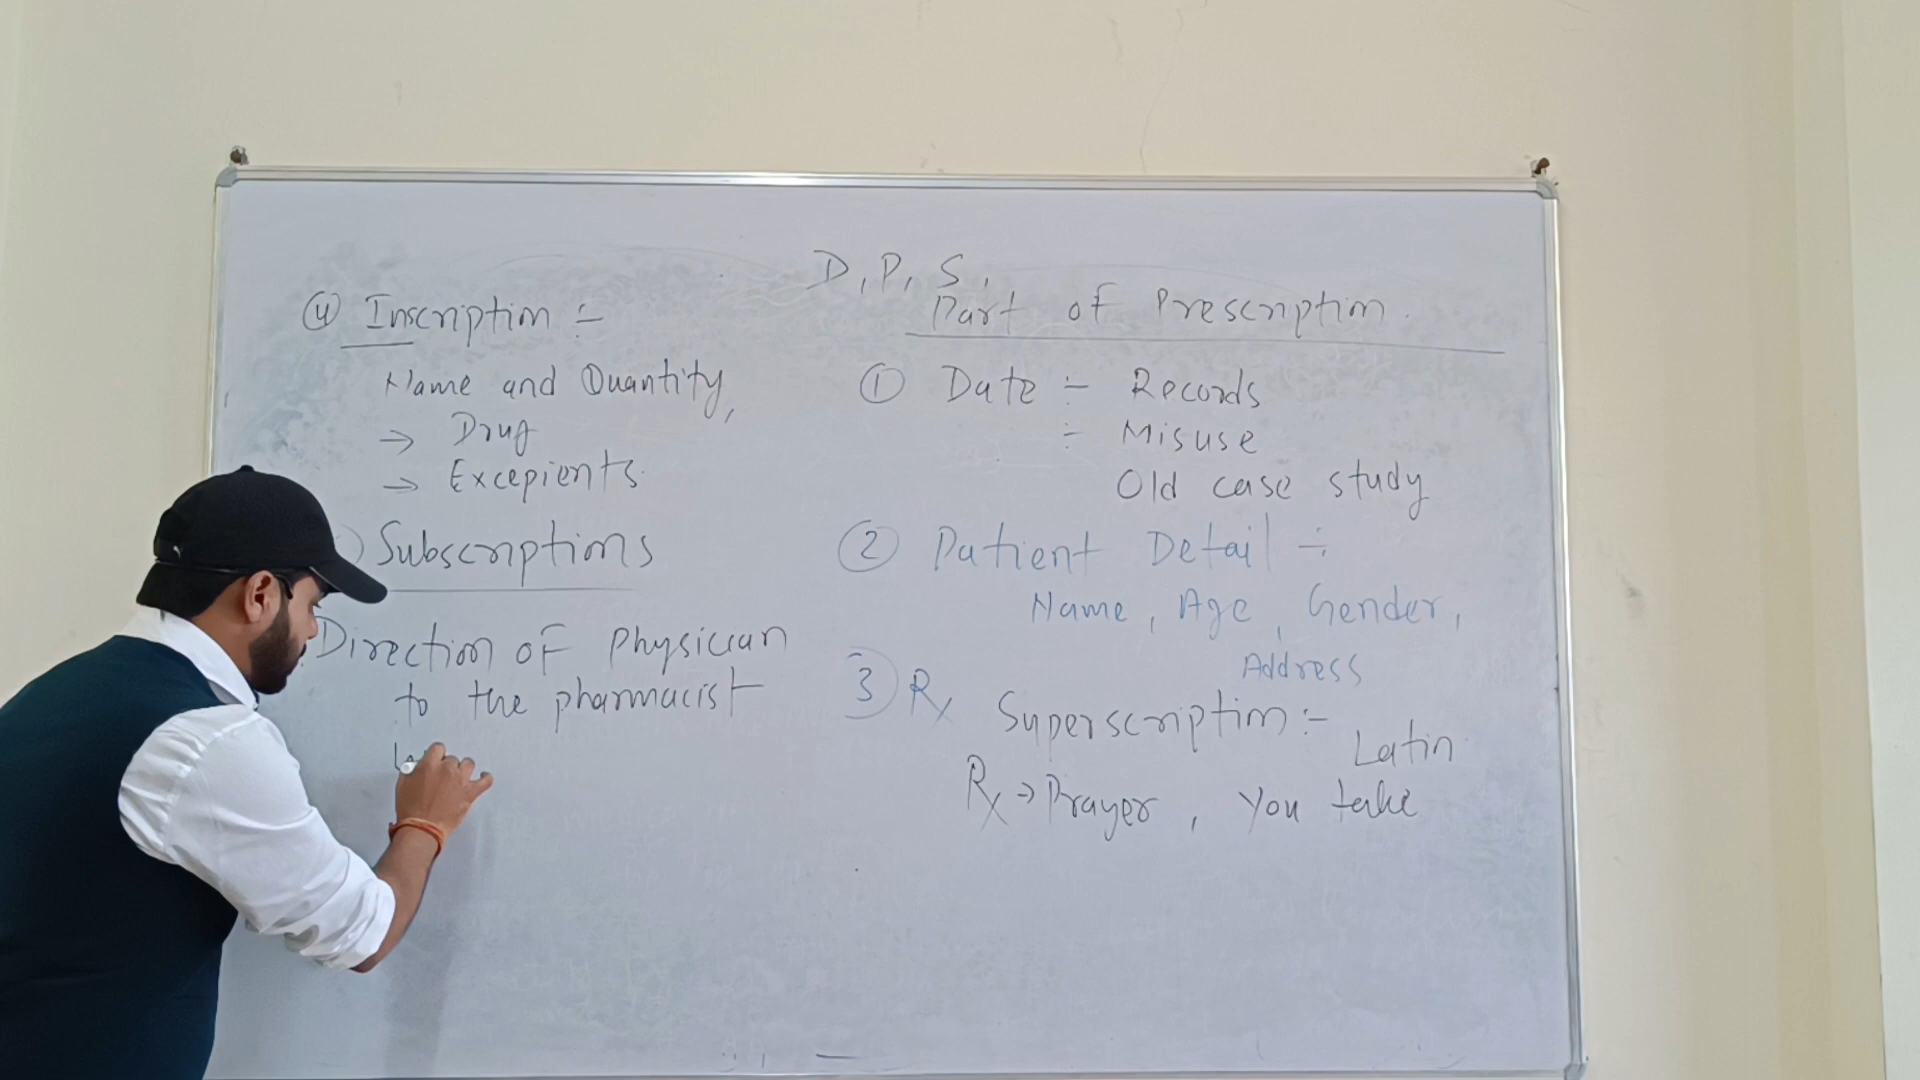 D, P, S,
Part of Prescription.
① Date :- Records
:- Misuse
Old case study
② Patient Detail :-
Name, Age, Gender,
Address
③ Rx Superscription :- Latin
Rx → Prayer, You take
④ Inscription :-
Name and Quantity,
→ Drug
→ Excepients.
Subscriptions
Direction of Physician
to the pharmacist